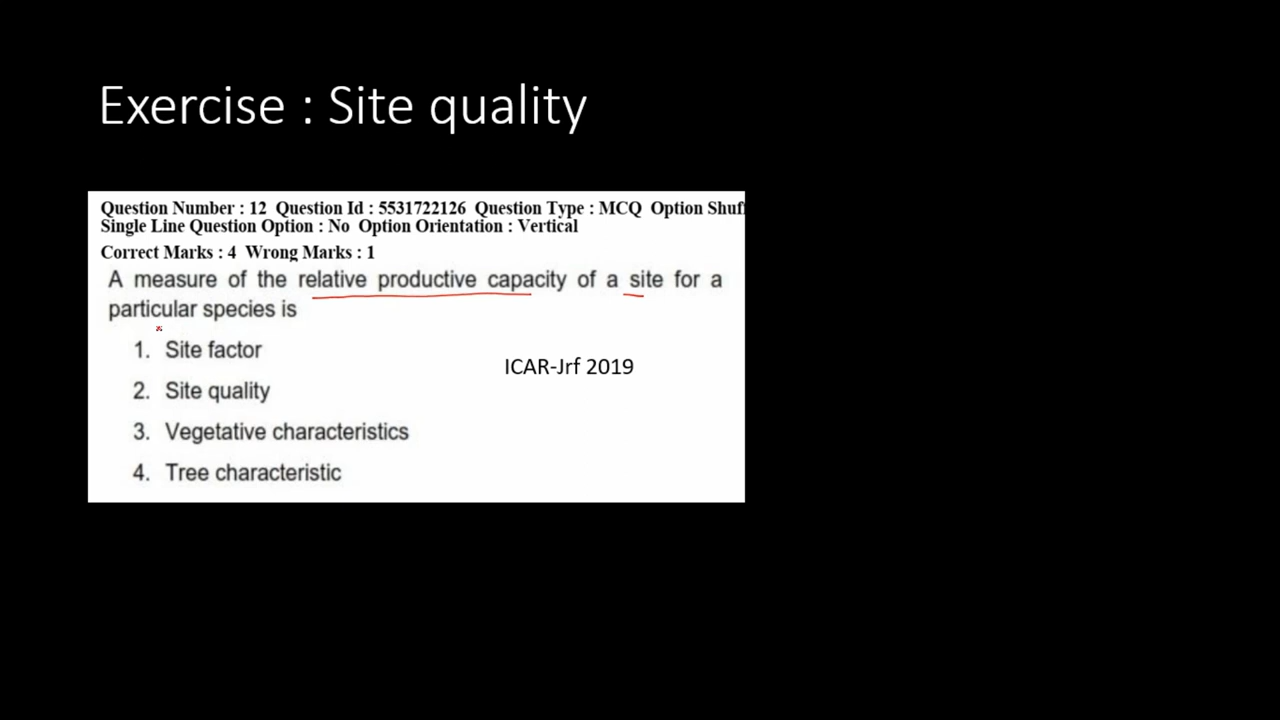 Exercise : Site quality
Question Number : 12 Question Id : 5531722126 Question Type : MCQ Option Shuf
Single Line Question Option : No Option Orientation : Vertical
Correct Marks : 4 Wrong Marks : 1
A measure of the relative productive capacity of a site for a
particular species is
1. Site factor
ICAR-Jrf 2019
2. Site quality
3. Vegetative characteristics
4. Tree characteristic